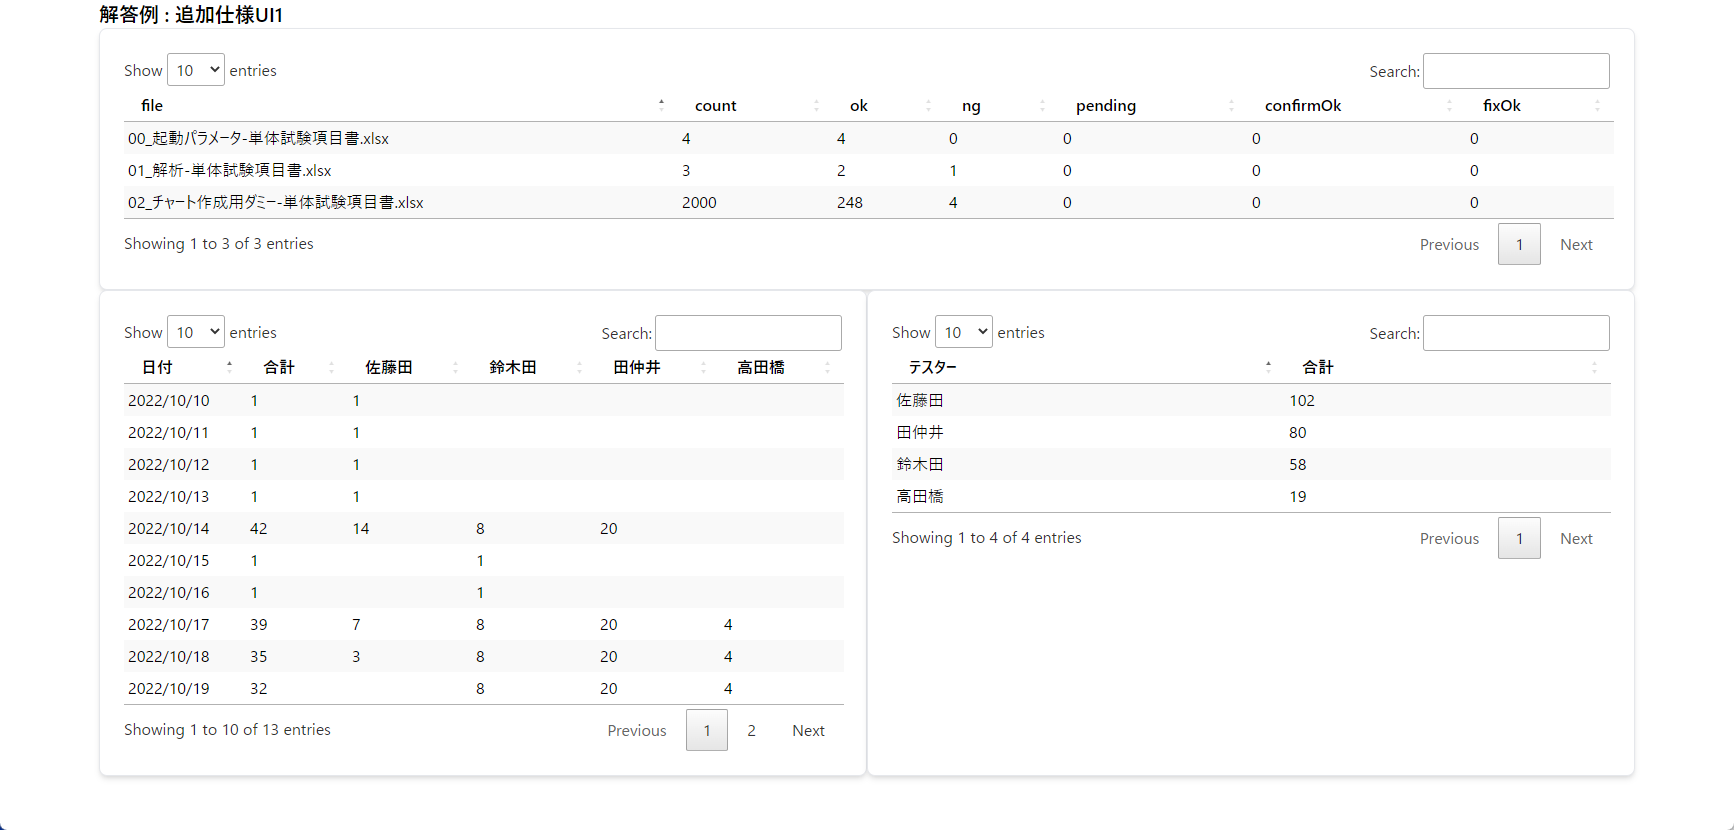 解答例 : 追加仕様UI1
Show 10 entries Search:
file count ok ng pending confirmOk fixOk
00_起動パラメータ-単体試験項目書.xlsx 4 4 0 0 0 0
01_解析-単体試験項目書.xlsx 3 2 1 0 0 0
02_チャート作成用ダミー-単体試験項目書.xlsx 2000 248 4 0 0 0
Showing 1 to 3 of 3 entries Previous 1 Next
Show 10 entries Search:
日付 合計 佐藤田 鈴木田 田仲井 高田橋
2022/10/10 1 1
2022/10/11 1 1
2022/10/12 1 1
2022/10/13 1 1
2022/10/14 42 14 8 20
2022/10/15 1 1
2022/10/16 1 1
2022/10/17 39 7 8 20 4
2022/10/18 35 3 8 20 4
2022/10/19 32 8 20 4
Showing 1 to 10 of 13 entries Previous 1 2 Next
Show 10 entries Search:
テスター 合計
佐藤田 102
田仲井 80
鈴木田 58
高田橋 19
Showing 1 to 4 of 4 entries Previous 1 Next